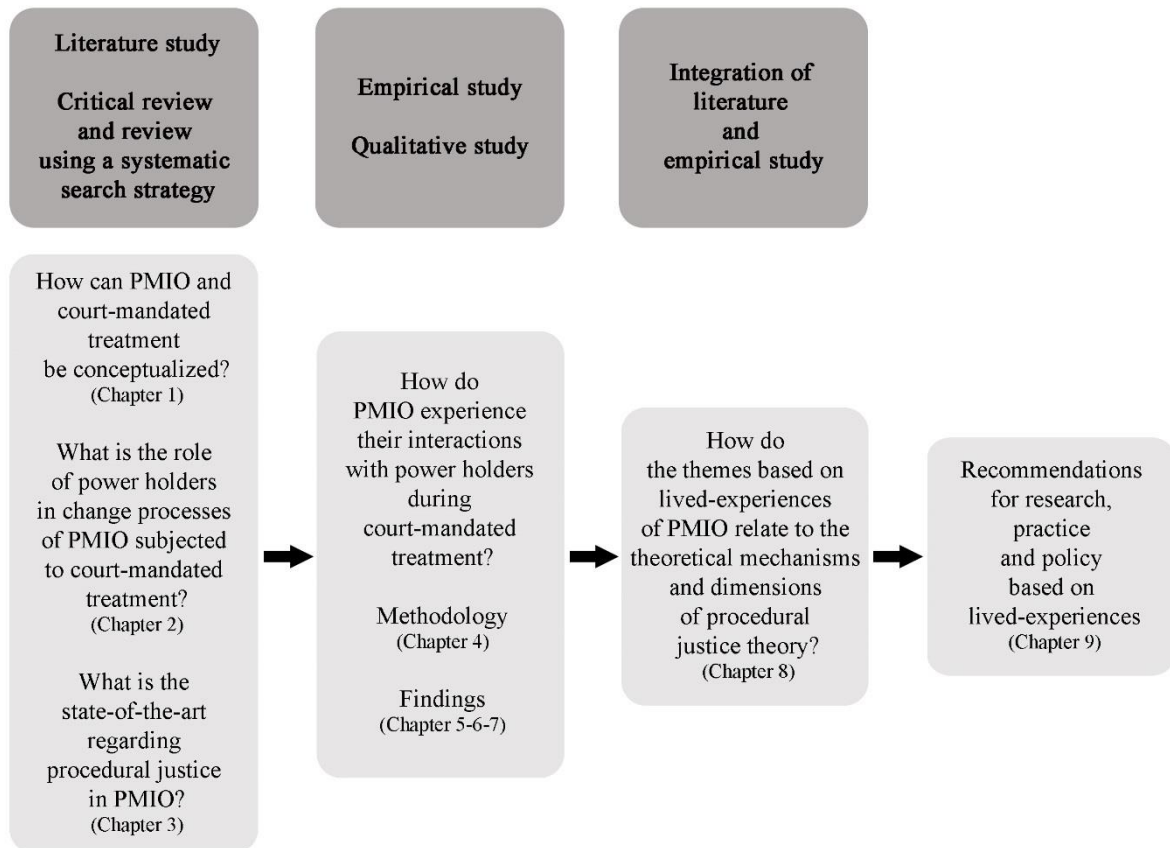 Literature study
Critical review
and review
using a systematic
search strategy
Empirical study
Qualitative study
Integration of
literature
and
empirical study
How can PMIO and
court-mandated
treatment
be conceptualized?
(Chapter 1)
What is the role
of power holders
in change processes
of PMIO subjected
to court-mandated
treatment?
(Chapter 2)
What is the
state-of-the-art
regarding
procedural justice
in PMIO?
(Chapter 3)
How do
PMIO experience
their interactions
with power holders
during
court-mandated
treatment?
Methodology
(Chapter 4)
Findings
(Chapter 5-6-7)
How do
the themes based on
lived-experiences
of PMIO relate to the
theoretical mechanisms
and dimensions
of procedural
justice theory?
(Chapter 8)
Recommendations
for research,
practice
and policy
based on
lived-experiences
(Chapter 9)